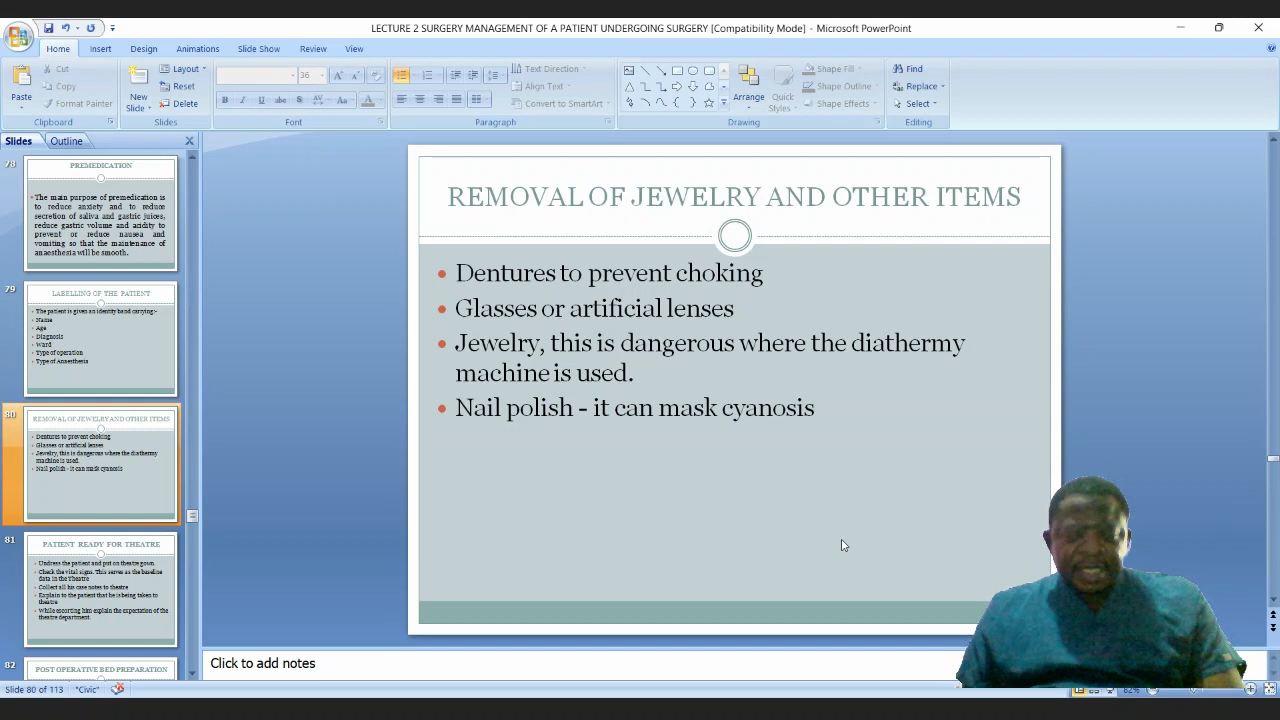 LECTURE 2 SURGERY MANAGEMENT OF A PATIENT UNDERGOING SURGERY [Compatibility Mode] - Microsoft PowerPoint
Home Insert Design Animations Slide Show Review View
Paste
Cut
Copy
Format Painter
Clipboard
New
Slide
Layout
Reset
Delete
Slides
36
B I U abc S AV Aa A
Font
Text Direction
Align Text
Convert to SmartArt
Paragraph
Arrange
Quick
Styles
Shape Fill
Shape Outline
Shape Effects
Drawing
Find
Replace
Select
Editing
Slides Outline
78
PREMEDICATION
The main purpose of premedication is
to reduce anxiety and to reduce
secretion of saliva and gastric juices,
reduce gastric volume and acidity to
prevent or reduce nausea and
vomiting so that the maintenance of
anaesthesia will be smooth.
79
LABELLING OF THE PATIENT
The patient is given an identity band carrying:-
Name
Age
Diagnosis
Ward
Type of operation
Type of Anaesthesia
80
REMOVAL OF JEWELRY AND OTHER ITEMS
Dentures to prevent choking
Glasses or artificial lenses
Jewelry, this is dangerous where the diathermy
machine is used.
Nail polish - it can mask cyanosis
81
PATIENT READY FOR THEATRE
Undress the patient and put on theatre gown.
Check the vital signs. This serves as the baseline
data in the Theatre
Collect all his case notes to theatre
Explain to the patient that he is being taken to
theatre
While escorting him explain the expectation of the
theatre department.
82
POST OPERATIVE BED PREPARATION
REMOVAL OF JEWELRY AND OTHER ITEMS
Dentures to prevent choking
Glasses or artificial lenses
Jewelry, this is dangerous where the diathermy
machine is used.
Nail polish - it can mask cyanosis
Click to add notes
Slide 80 of 113 "Civic"
82%